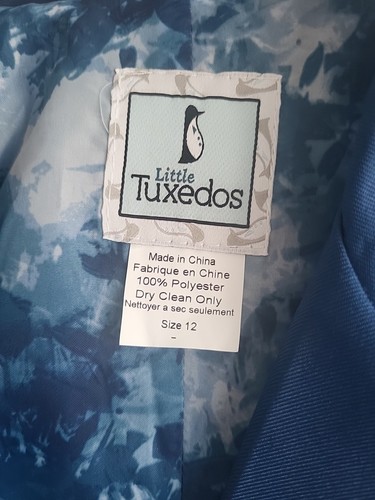 Little
Tuxedos
Made in China
Fabrique en Chine
100% Polyester
Dry Clean Only
Nettoyer a sec seulement
Size 12
–